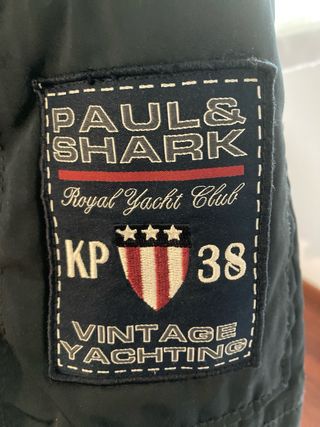 PAUL&
SHARK
Royal Yacht Club
KP 38
VINTAGE
YACHTING